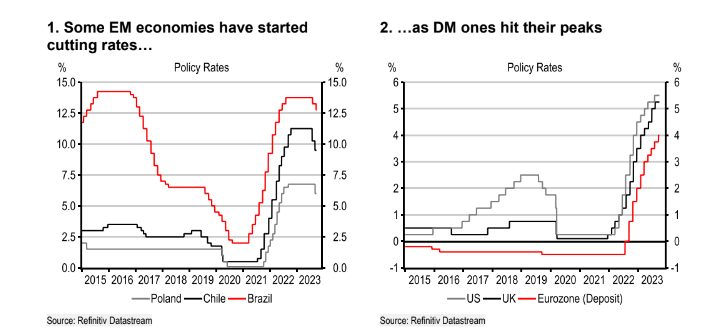 1. Some EM economies have started
cutting rates…
% Policy Rates %
15.0 15.0
12.5 12.5
10.0 10.0
7.5 7.5
5.0 5.0
2.5 2.5
0.0 0.0
2015 2016 2017 2018 2019 2020 2021 2022 2023
Poland Chile Brazil
Source: Refinitiv Datastream
2. …as DM ones hit their peaks
% Policy Rates %
6 6
5 5
4 4
3 3
2 2
1 1
0 0
-1 -1
2015 2016 2017 2018 2019 2020 2021 2022 2023
US UK Eurozone (Deposit)
Source: Refinitiv Datastream